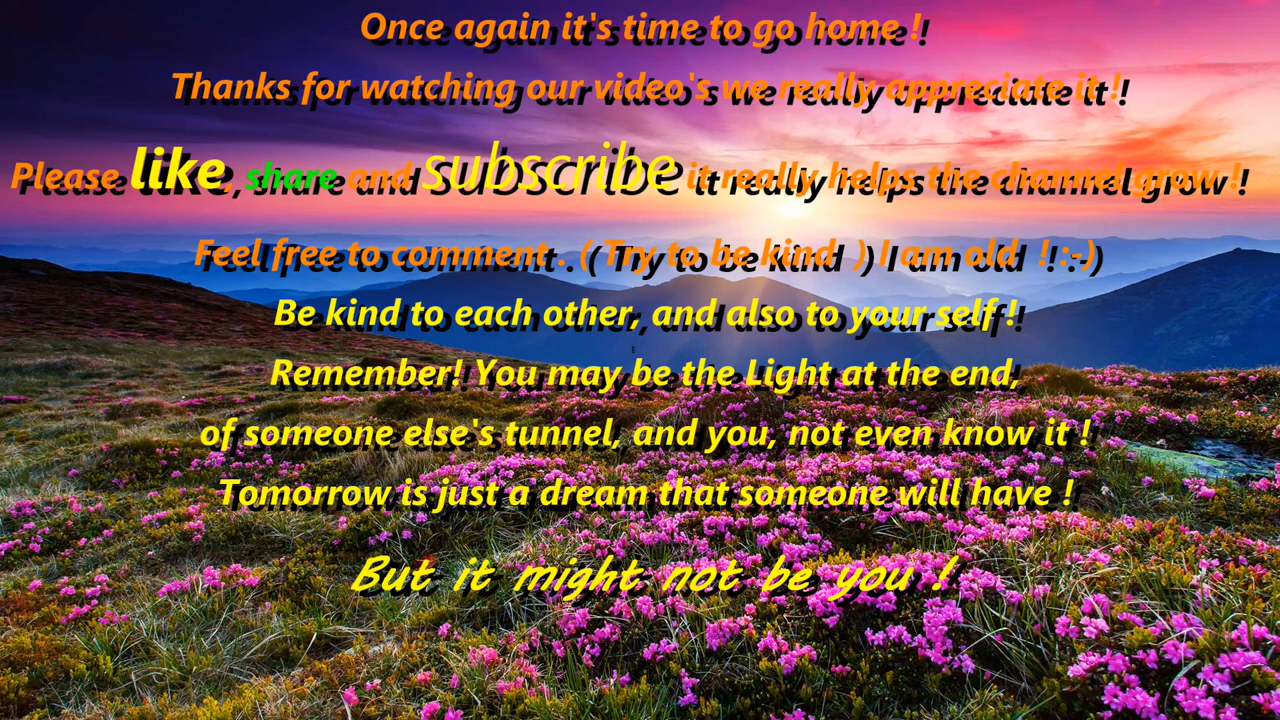 Once again it's time to go home !
Thanks for watching our video's we really appreciate it !
Please like, share and subscribe it really helps the channel grow !
Feel free to comment . ( Try to be kind ) I am old ! :-)
Be kind to each other, and also to your self !
E
Remember! You may be the Light at the end,
of someone else's tunnel, and you, not even know it !
Tomorrow is just a dream that someone will have !
But it might not be you !